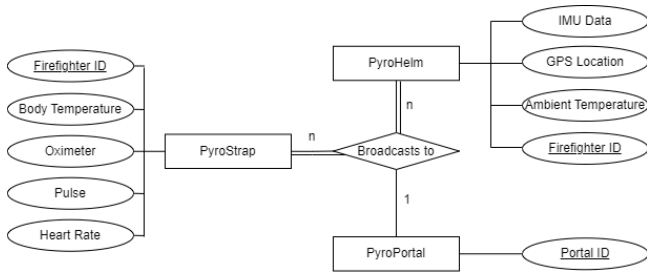 IMU Data
PyroHelm
GPS Location
Firefighter ID
Body Temperature
n
Ambient Temperature
Oximeter
PyroStrap
n
Broadcasts to
Firefighter ID
Pulse
1
Heart Rate
PyroPortal
Portal ID